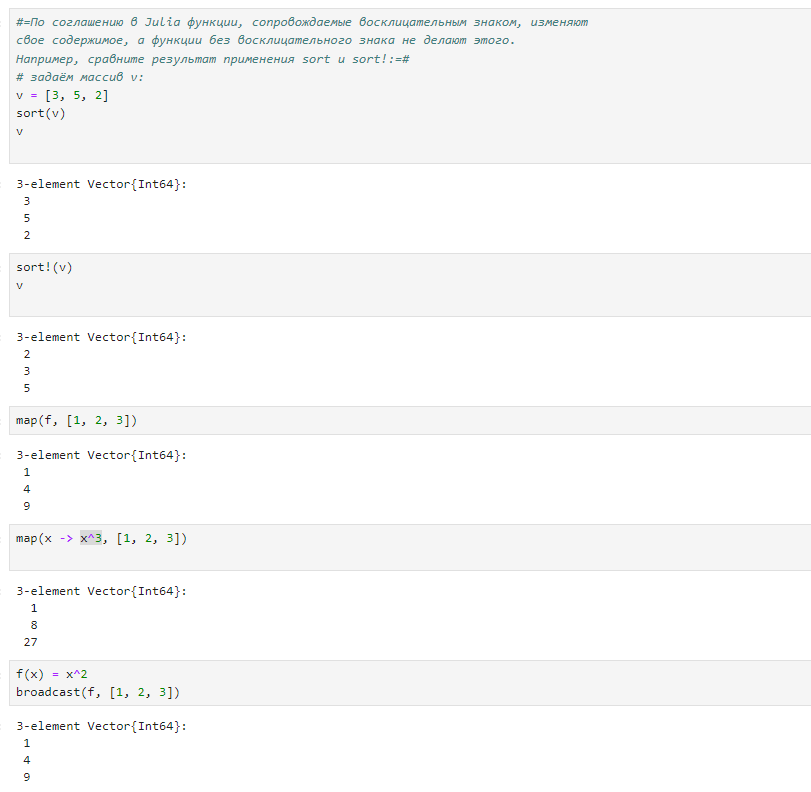 #=По соглашению в Julia функции, сопровождаемые восклицательным знаком, изменяют
свое содержимое, а функции без восклицательного знака не делают этого.
Например, сравните результат применения sort и sort!:=#
# задаём массив v:
v = [3, 5, 2]
sort(v)
v
3-element Vector{Int64}:
3
5
2
sort!(v)
v
3-element Vector{Int64}:
2
3
5
map(f, [1, 2, 3])
3-element Vector{Int64}:
1
4
9
map(x -> x^3, [1, 2, 3])
3-element Vector{Int64}:
1
8
27
f(x) = x^2
broadcast(f, [1, 2, 3])
3-element Vector{Int64}:
1
4
9